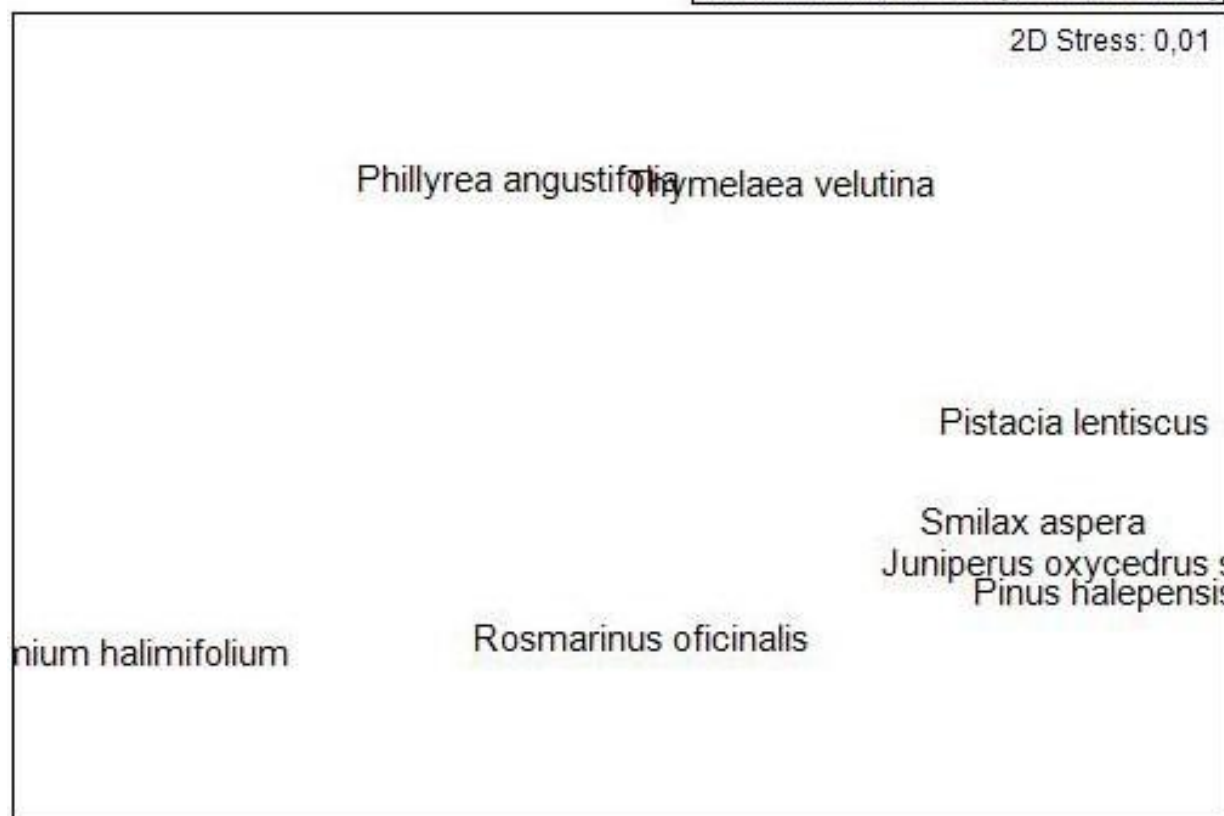 2D Stress: 0,01
Phillyrea angustifolia Thymelaea velutina
Pistacia lentiscus
Smilax aspera
Juniperus oxycedrus s
Pinus halepensis
Rosmarinus oficinalis
nium halimifolium